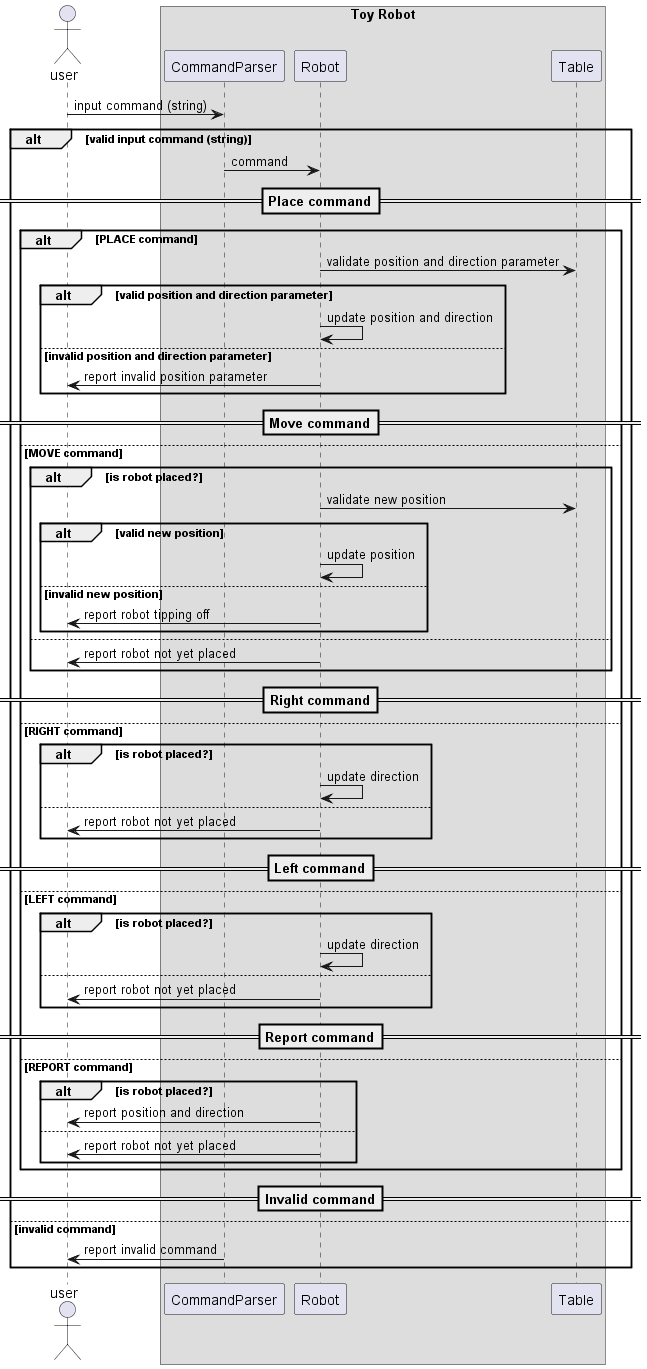 Toy Robot
user
CommandParser
Robot
Table
input command (string)
alt
[valid input command (string)]
command
Place command
alt
[PLACE command]
validate position and direction parameter
alt
[valid position and direction parameter]
update position and direction
[invalid position and direction parameter]
report invalid position parameter
Move command
[MOVE command]
alt
[is robot placed?]
validate new position
alt
[valid new position]
update position
[invalid new position]
report robot tipping off
report robot not yet placed
Right command
[RIGHT command]
alt
[is robot placed?]
update direction
report robot not yet placed
Left command
[LEFT command]
alt
[is robot placed?]
update direction
report robot not yet placed
Report command
[REPORT command]
alt
[is robot placed?]
report position and direction
report robot not yet placed
Invalid command
[invalid command]
report invalid command
user
CommandParser
Robot
Table